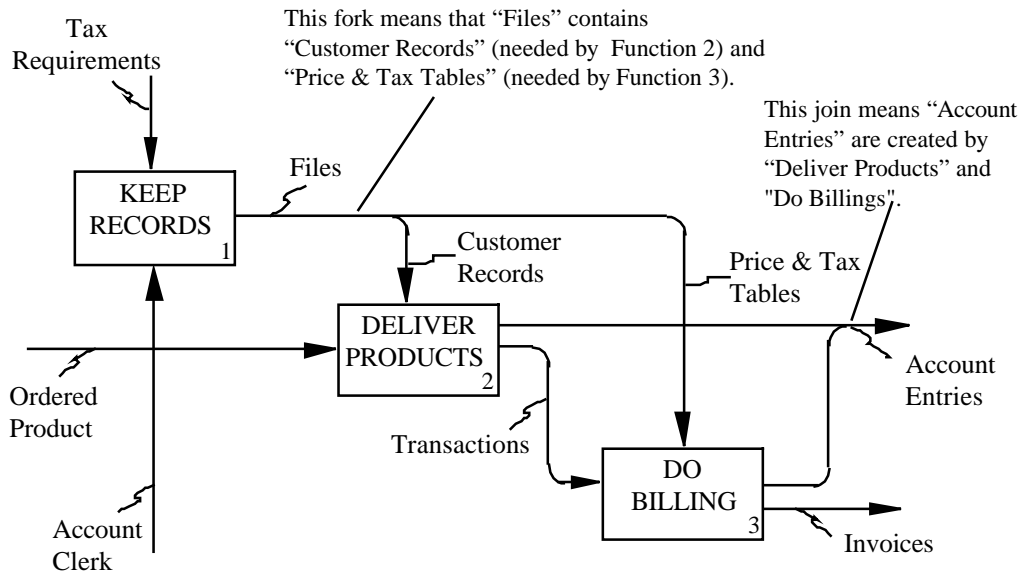 This fork means that “Files” contains
“Customer Records” (needed by Function 2) and
“Price & Tax Tables” (needed by Function 3).
Tax
Requirements
This join means “Account
Entries” are created by
“Deliver Products” and
"Do Billings".
Files
KEEP
RECORDS
1
Customer
Records
Price & Tax
Tables
DELIVER
PRODUCTS
2
Ordered
Product
Account
Entries
Transactions
DO
BILLING
3
Account
Clerk
Invoices